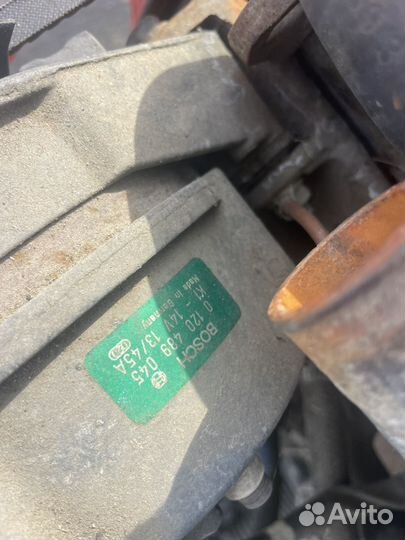 BOSCH
0 120 489 045
K1 - 14V 13/45A
Made in Germany
Avito